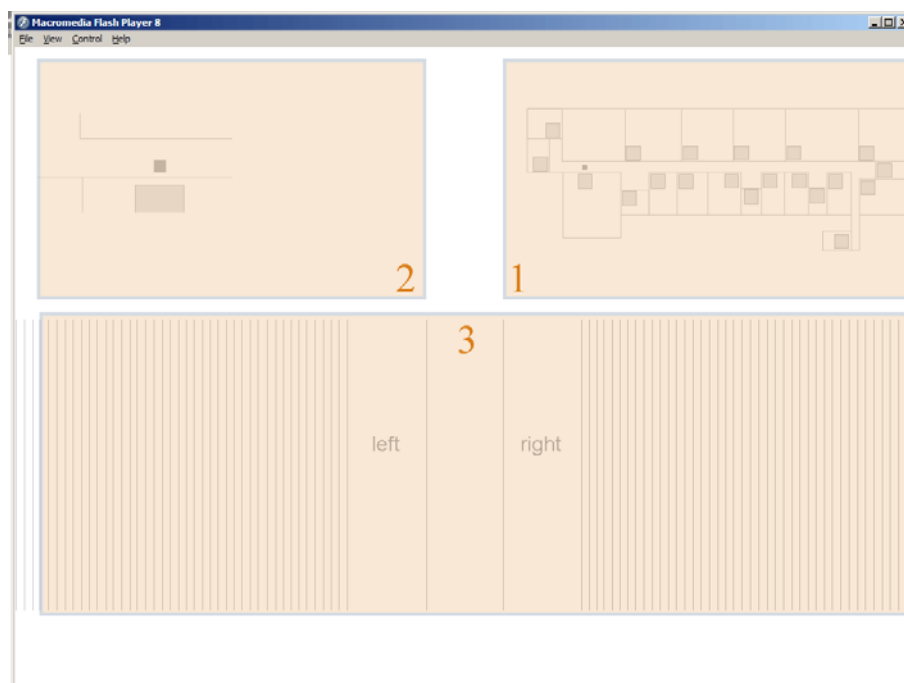 Macromedia Flash Player 8
File View Control Help
2
1
3
left
right